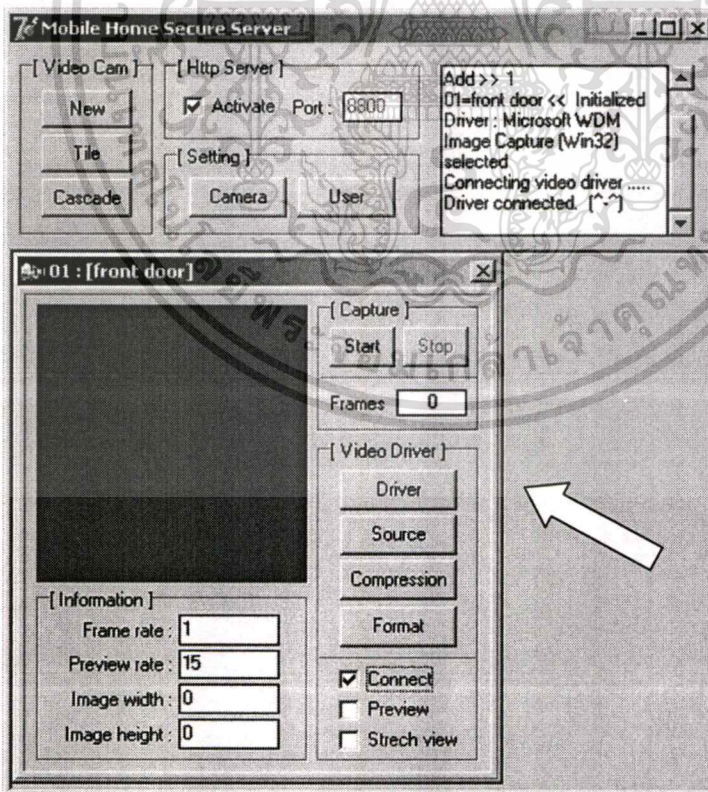 Mobile Home Secure Server
[ Video Cam ]
New
Tile
Cascade
[ Http Server ]
Activate Port : 8800
[ Setting ]
Camera User
Add >> 1
01=front door << Initialized
Driver : Microsoft WDM
Image Capture (Win32)
selected
Connecting video driver .....
Driver connected. (^-^)
01 : [front door]
[ Capture ]
Start Stop
Frames 0
[ Video Driver ]
Driver
Source
Compression
Format
Connect
Preview
Strech view
[ Information ]
Frame rate : 1
Preview rate : 15
Image width : 0
Image height : 0